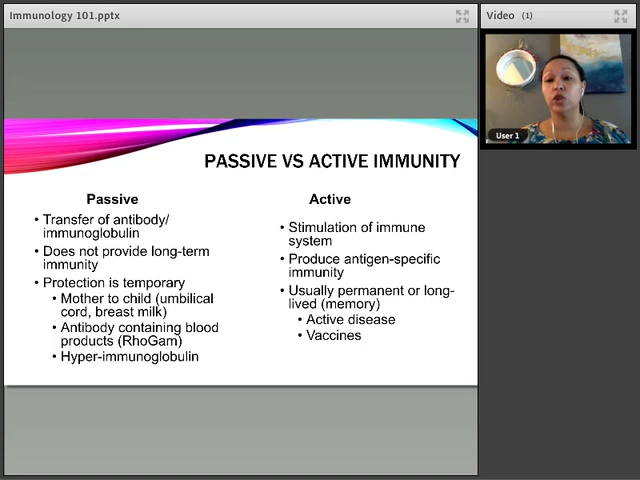 Immunology 101.pptx
Video (1)
User 1
PASSIVE VS ACTIVE IMMUNITY
Passive
• Transfer of antibody/
immunoglobulin
• Does not provide long-term
immunity
• Protection is temporary
• Mother to child (umbilical
cord, breast milk)
• Antibody containing blood
products (RhoGam)
• Hyper-immunoglobulin
Active
• Stimulation of immune
system
• Produce antigen-specific
immunity
• Usually permanent or long-
lived (memory)
• Active disease
• Vaccines